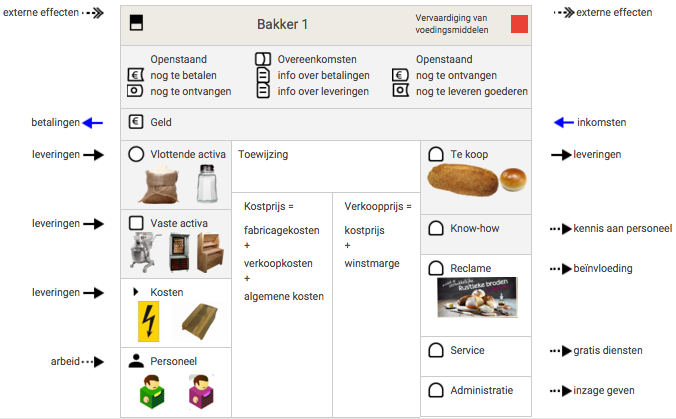 externe effecten
Bakker 1
Vervaardiging van
voedingsmiddelen
externe effecten
Openstaand
nog te betalen
nog te ontvangen
Overeenkomsten
info over betalingen
info over leveringen
Openstaand
nog te ontvangen
nog te leveren goederen
betalingen
€ Geld
inkomsten
leveringen
Vlottende activa
Toewijzing
Te koop
leveringen
Kostprijs =
fabricagekosten
+
verkoopkosten
+
algemene kosten
Verkoopprijs =
kostprijs
+
winstmarge
leveringen
Vaste activa
Know-how
kennis aan personeel
leveringen
Kosten
Reclame
beïnvloeding
Rustieke broden
arbeid
Personeel
Service
gratis diensten
Administratie
inzage geven